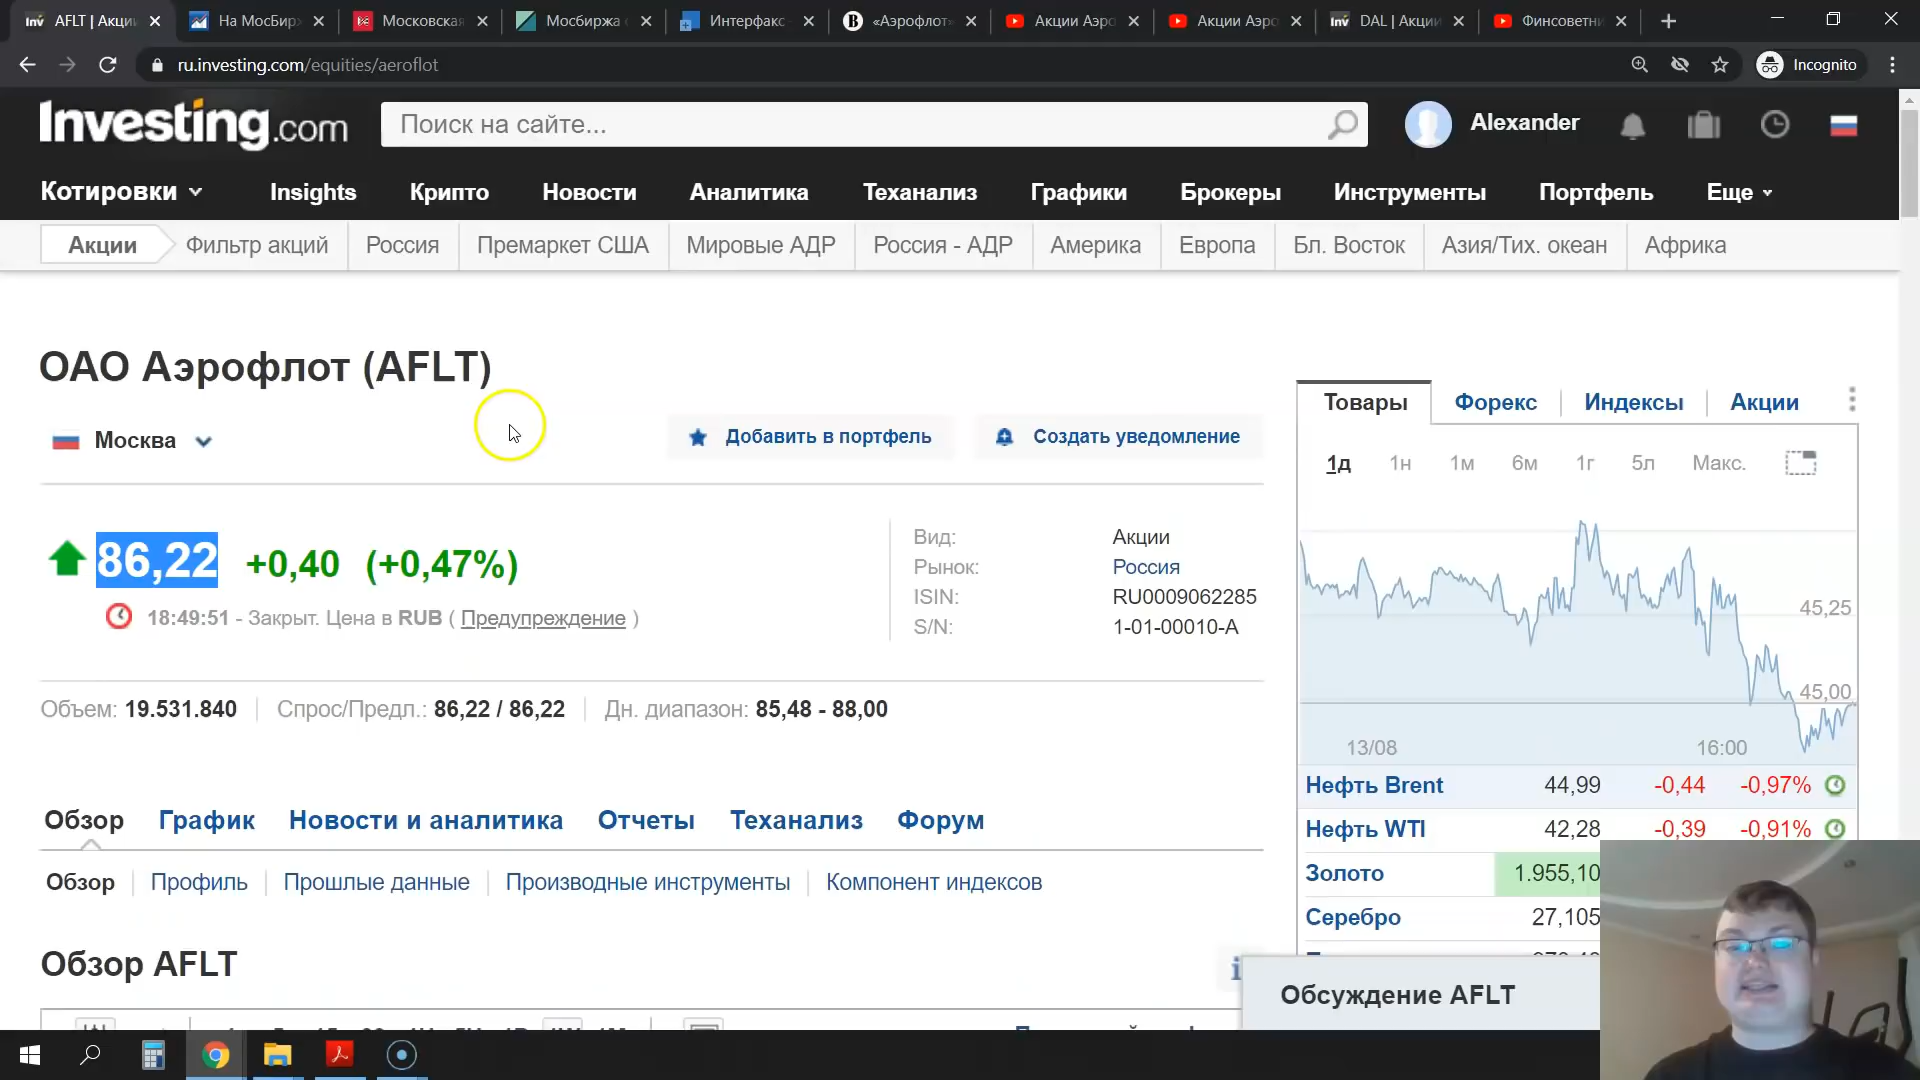 AFLT | Акции
На МосБирж
Московская
Мосбиржа
Интерфакс
«Аэрофлот»
Акции Аэро
Акции Аэро
DAL | Акции
Финсоветни
ru.investing.com/equities/aeroflot
Incognito
Investing.com
Поиск на сайте...
Alexander
Котировки
Insights
Крипто
Новости
Аналитика
Теханализ
Графики
Брокеры
Инструменты
Портфель
Еще
Акции
Фильтр акций
Россия
Премаркет США
Мировые АДР
Россия - АДР
Америка
Европа
Бл. Восток
Азия/Тих. океан
Африка
ОАО Аэрофлот (AFLT)
Москва
Добавить в портфель
Создать уведомление
86,22 +0,40 (+0,47%)
18:49:51 - Закрыт. Цена в RUB ( Предупреждение )
Вид: Акции
Рынок: Россия
ISIN: RU0009062285
S/N: 1-01-00010-A
Объем: 19.531.840
Спрос/Предл.: 86,22 / 86,22
Дн. диапазон: 85,48 - 88,00
Обзор
График
Новости и аналитика
Отчеты
Теханализ
Форум
Обзор
Профиль
Прошлые данные
Производные инструменты
Компонент индексов
Обзор AFLT
Товары
Форекс
Индексы
Акции
1д 1н 1м 6м 1г 5л Макс.
45,25
45,00
13/08 16:00
Нефть Brent 44,99 -0,44 -0,97%
Нефть WTI 42,28 -0,39 -0,91%
Золото 1.955,10
Серебро 27,105
Обсуждение AFLT